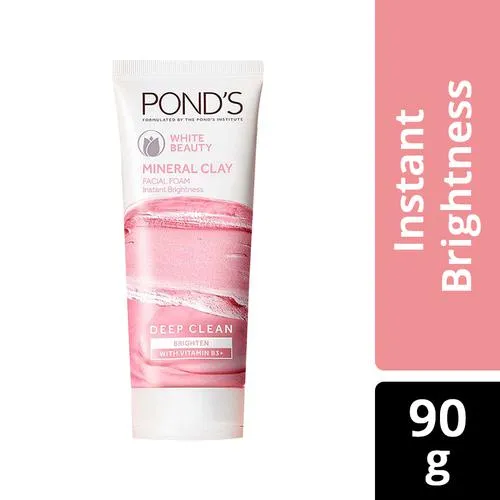 POND'S
FORMULATED BY THE POND'S INSTITUTE
WHITE
BEAUTY
MINERAL CLAY
FACIAL FOAM
Instant Brightness
DEEP CLEAN
BRIGHTEN
WITH VITAMIN B3+
Instant
Brightness
90
g